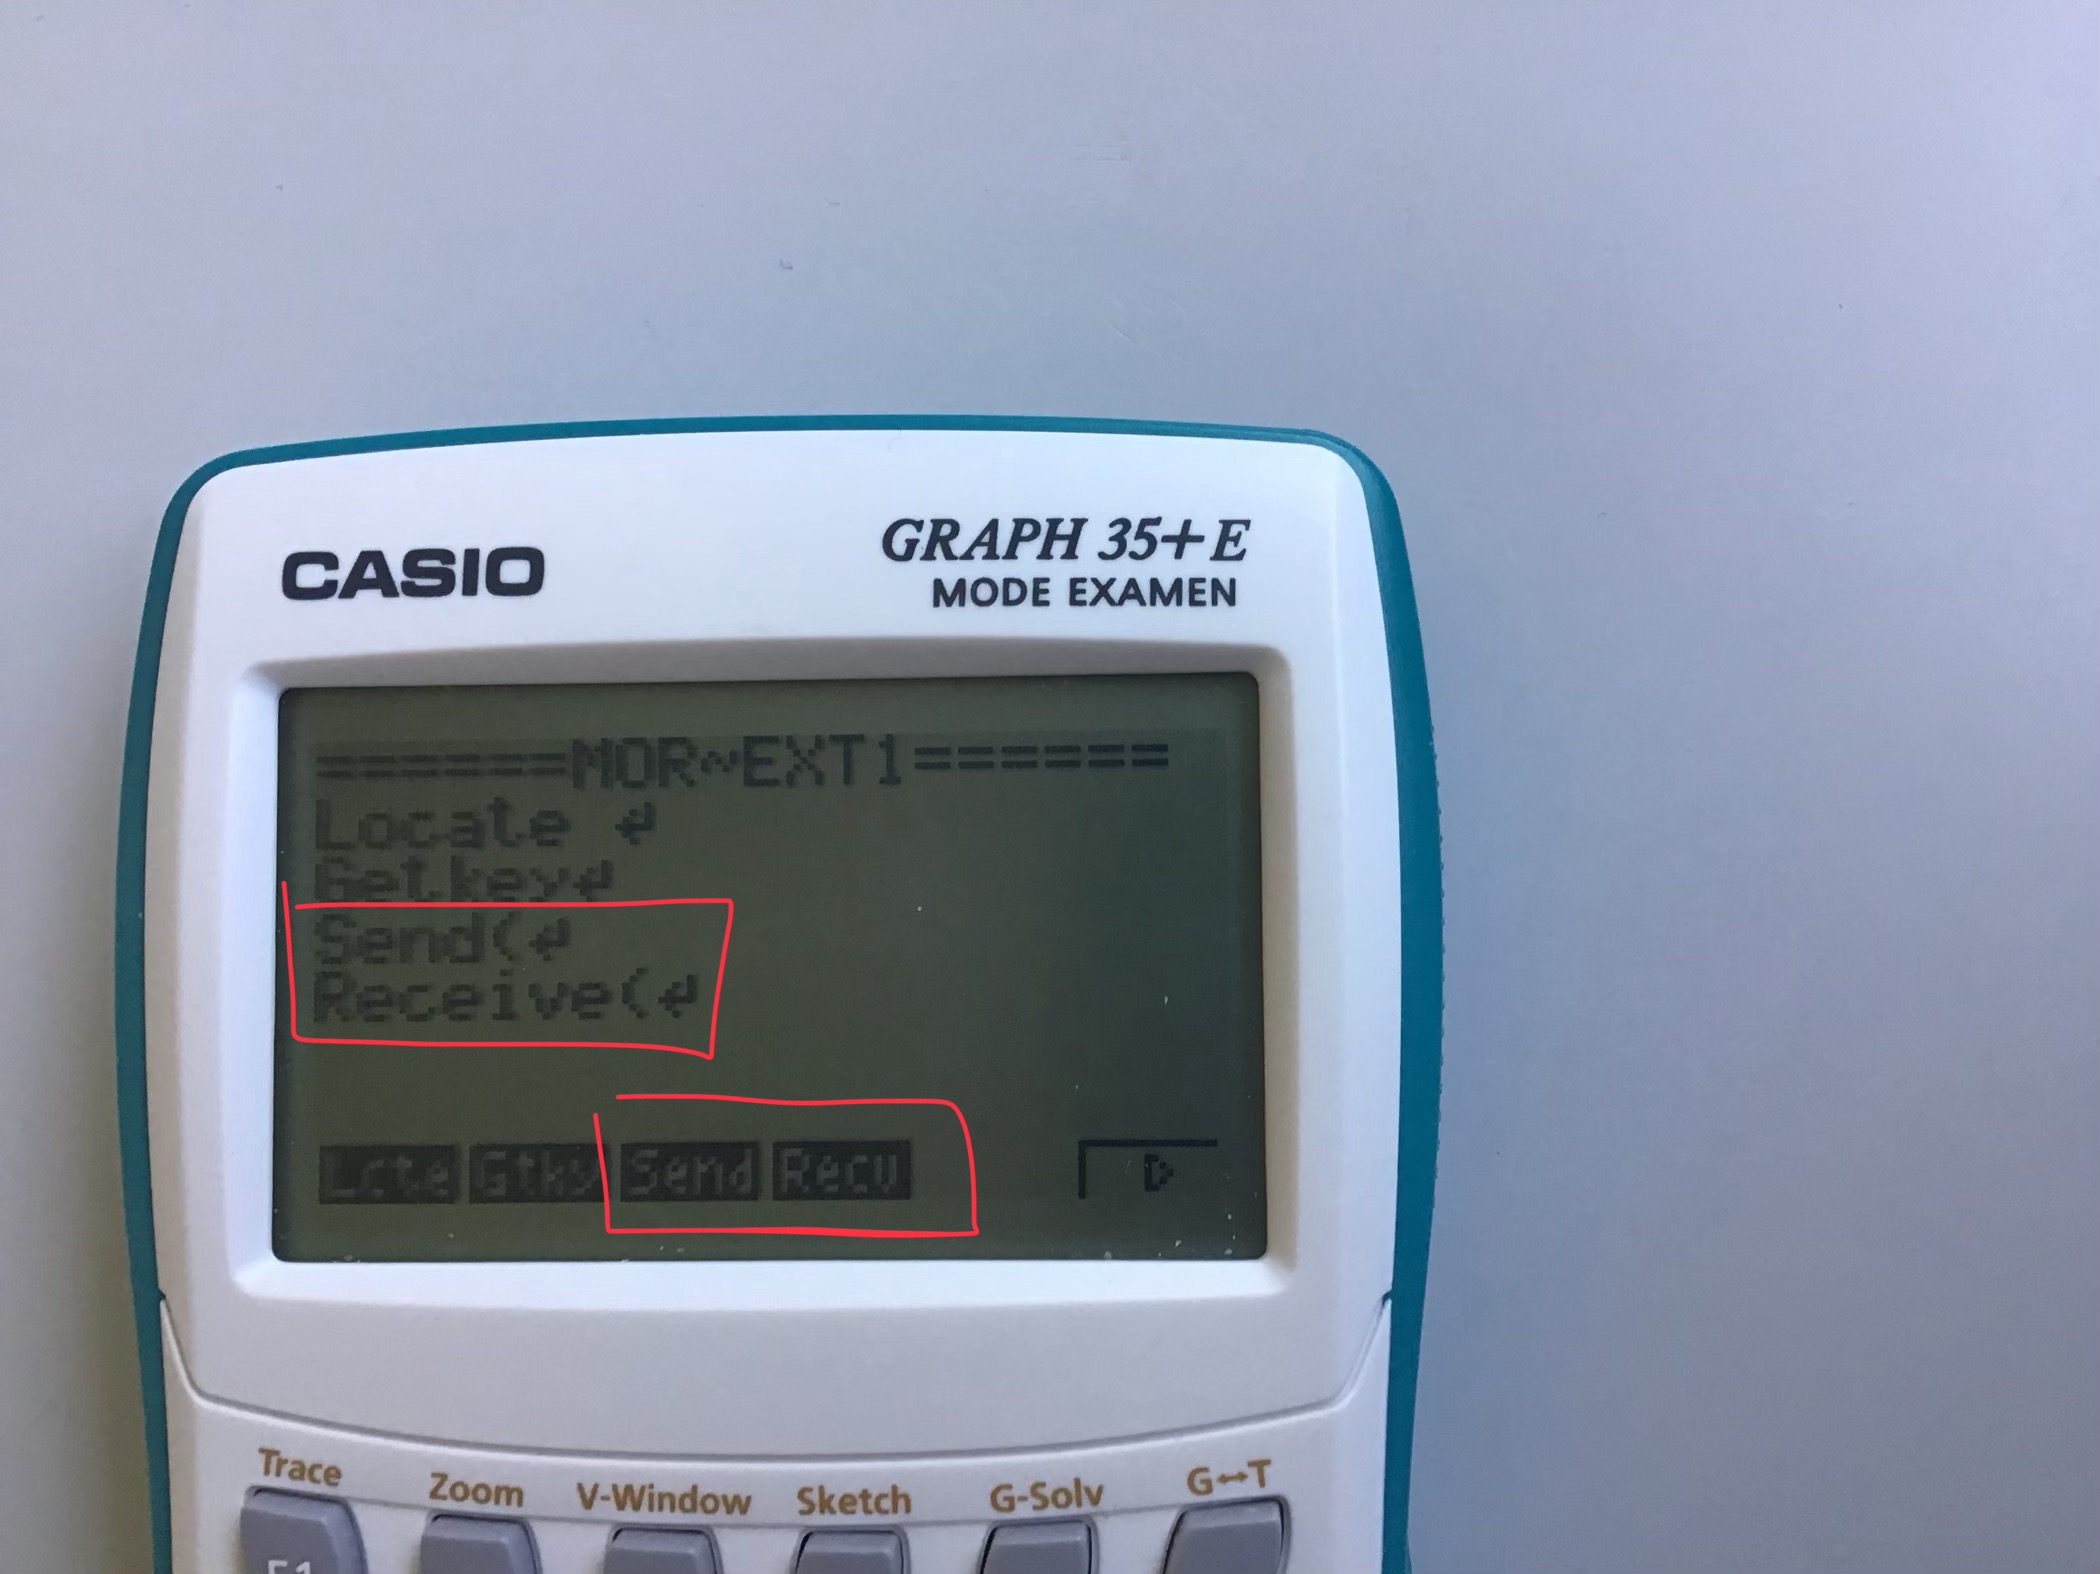 CASIO
GRAPH 35+E
MODE EXAMEN
======MOR~EXT1======
Locate ↵
Getkey↵
Send(↵
Receive(↵
Lcte Gtky Send Recv
Trace Zoom V-Window Sketch G-Solv G↔T
F1